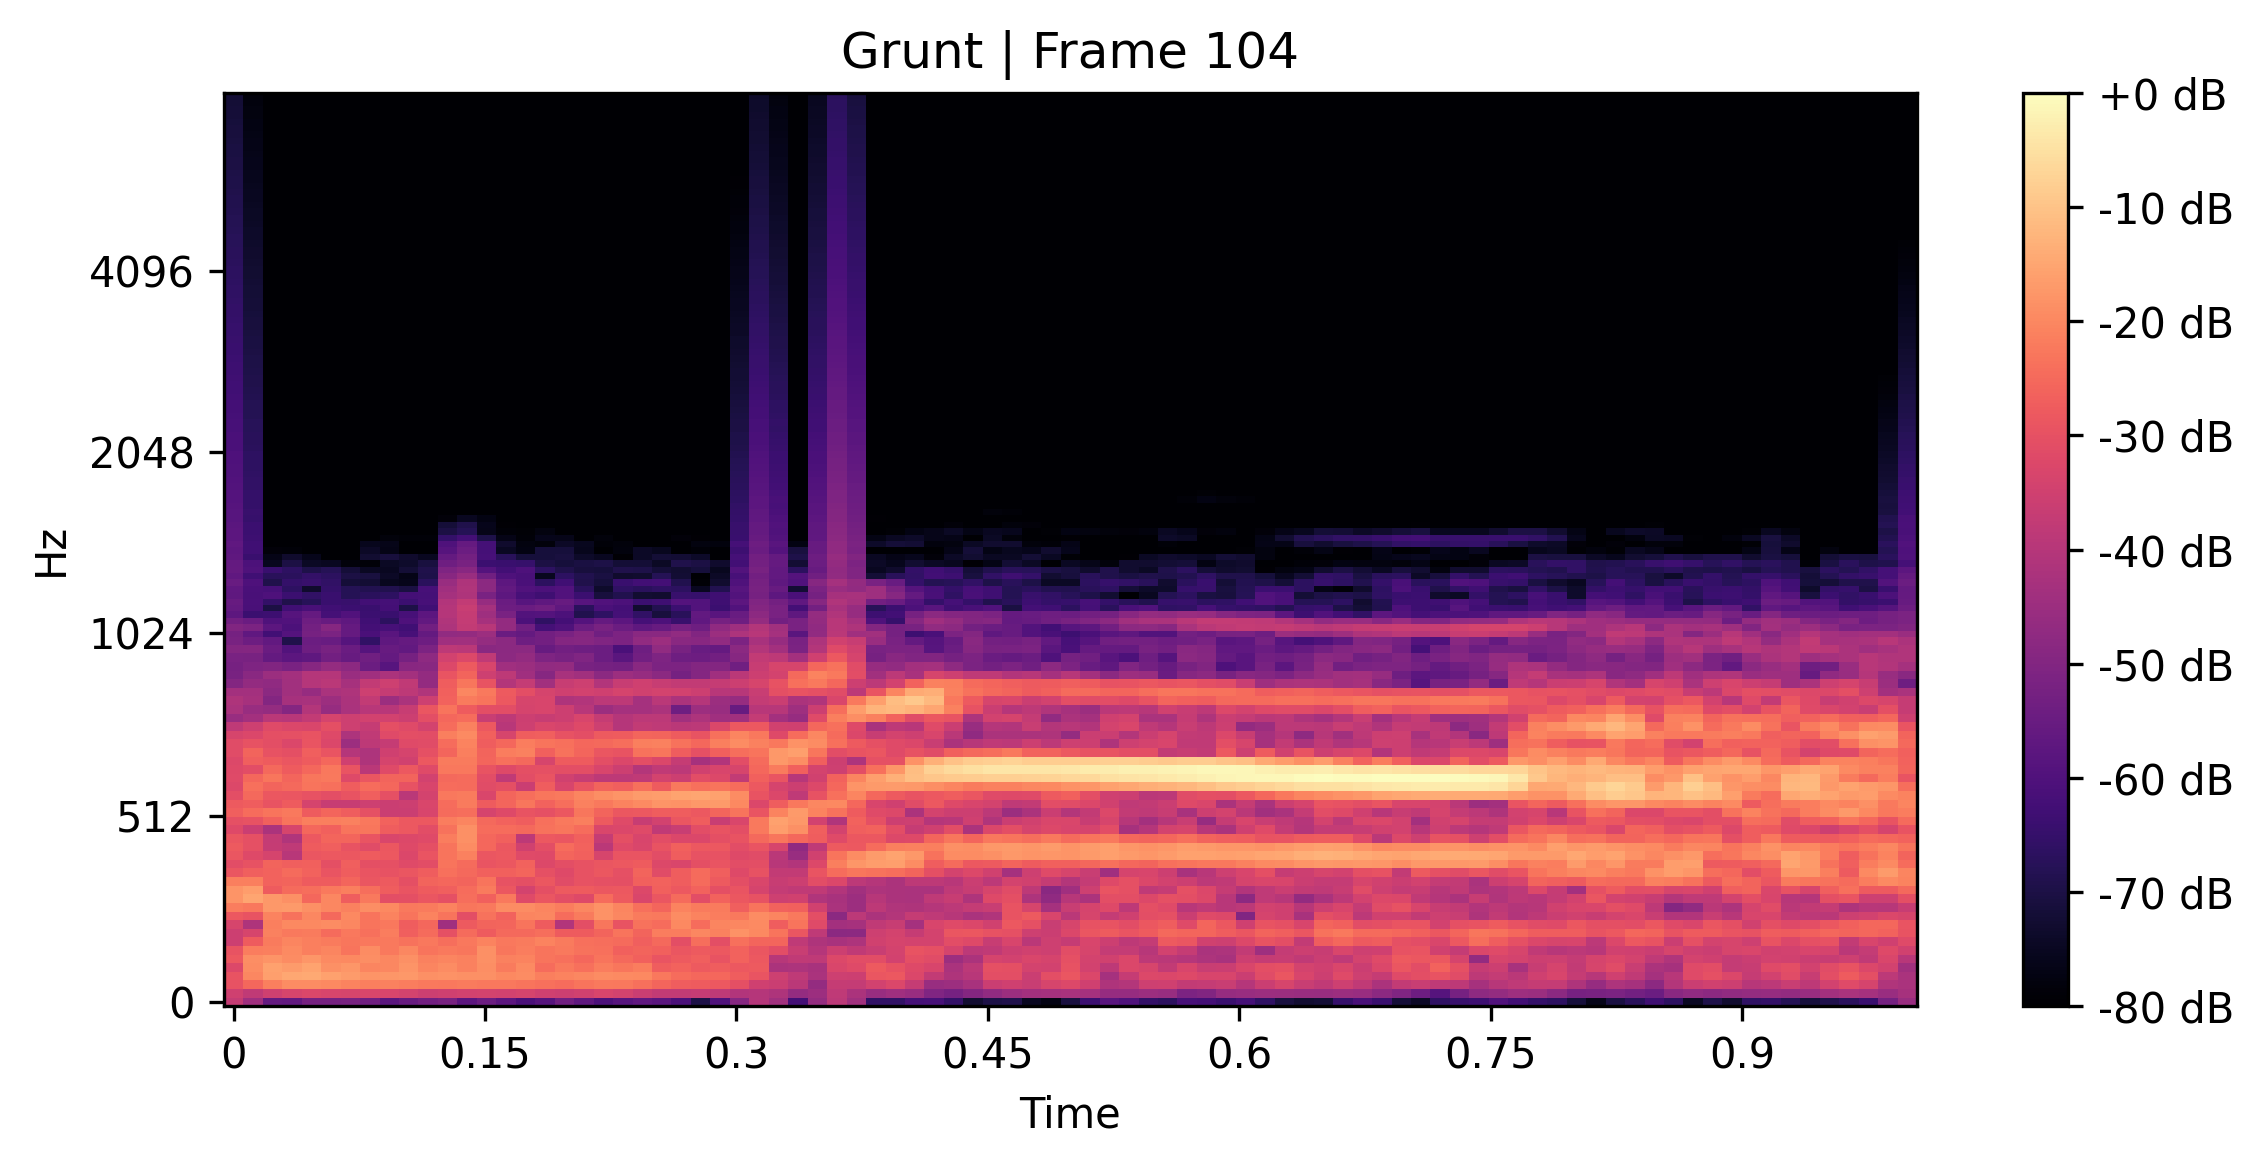 Grunt | Frame 104
Hz
4096
2048
1024
512
0
0 0.15 0.3 0.45 0.6 0.75 0.9
Time
+0 dB
-10 dB
-20 dB
-30 dB
-40 dB
-50 dB
-60 dB
-70 dB
-80 dB